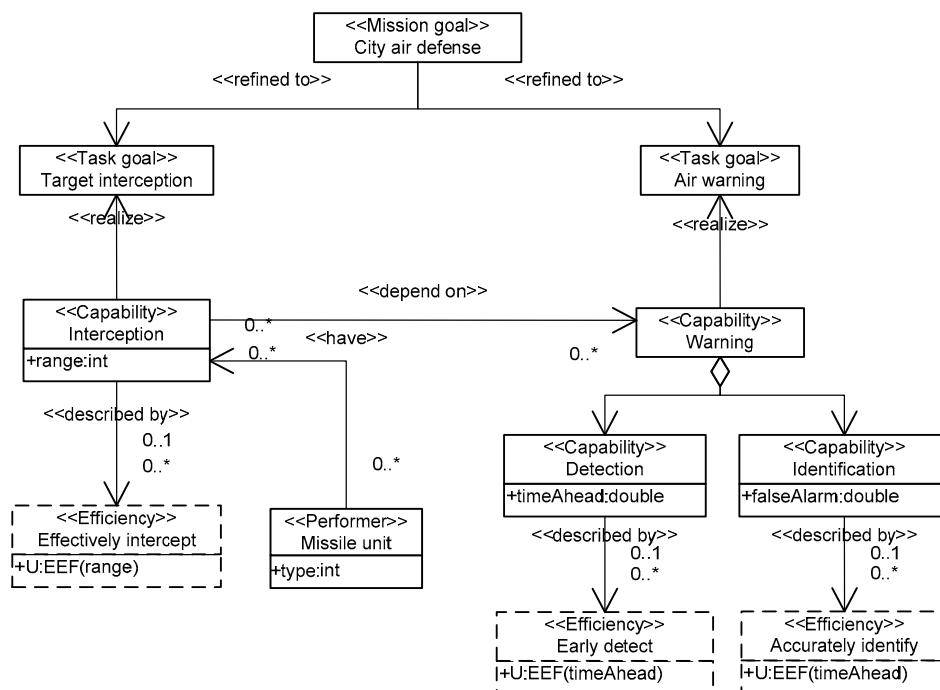 <<Mission goal>>
City air defense
<<refined to>>
<<refined to>>
<<Task goal>>
Target interception
<<Task goal>>
Air warning
<<realize>>
<<realize>>
<<Capability>>
Interception
+range:int
<<depend on>>
0..*
0..*
<<have>>
0..*
<<Capability>>
Warning
<<described by>>
0..1
0..*
0..*
<<Capability>>
Detection
+timeAhead:double
<<Capability>>
Identification
+falseAlarm:double
<<Efficiency>>
Effectively intercept
+U:EEF(range)
<<Performer>>
Missile unit
+type:int
<<described by>>
0..1
0..*
<<described by>>
0..1
0..*
<<Efficiency>>
Early detect
+U:EEF(timeAhead)
<<Efficiency>>
Accurately identify
+U:EEF(timeAhead)